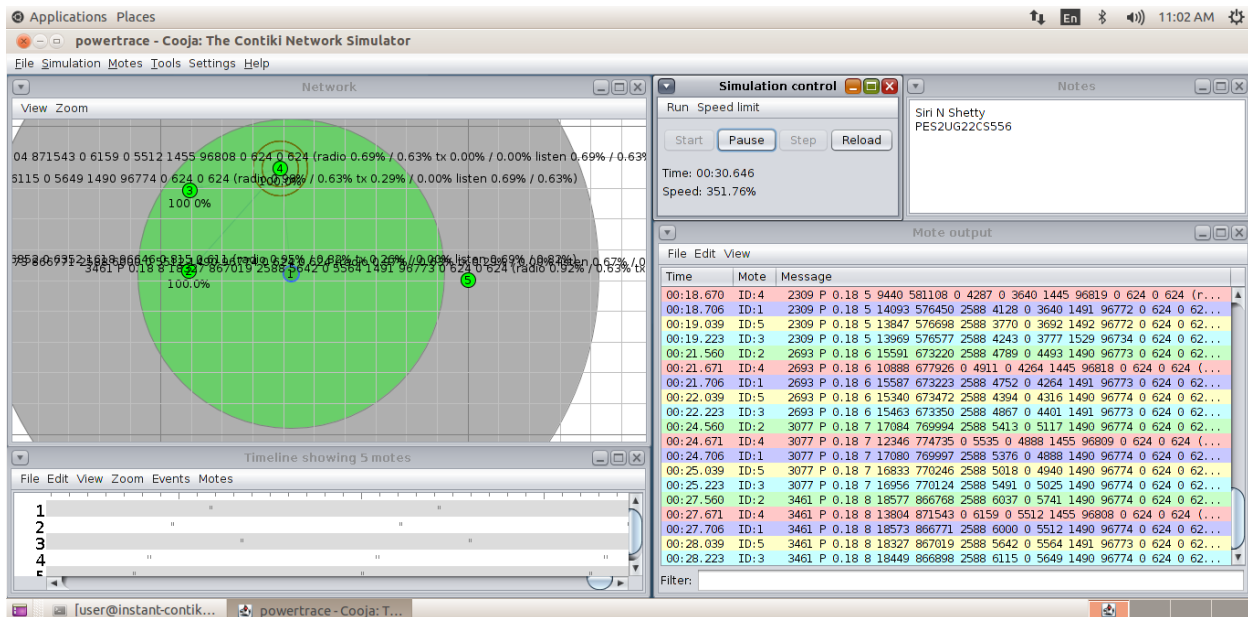 Applications Places
En
11:02 AM
powertrace - Cooja: The Contiki Network Simulator
File Simulation Motes Tools Settings Help
Network
View Zoom
04 871543 0 6159 0 5512 1455 96808 0 624 0 624 (radio 0.69% / 0.63% tx 0.00% / 0.00% listen 0.69% / 0.63%
4
5115 0 5649 1490 96774 0 624 0 624 / 0.63% tx 0.29% / 0.00% listen 0.69% / 0.63%)
3
100.0%
100.0%
3461 P 0.18 8 18327 867019 2588 5642 0 5564 1491 96773 0 624 0 624 (radio 0.92% / 0.63% tx
2
1
5
100.0%
Simulation control
Run Speed limit
Start Pause Step Reload
Time: 00:30.646
Speed: 351.76%
Notes
Siri N Shetty
PES2UG22CS556
Mote output
File Edit View
Time Mote Message
00:18.670 ID:4 2309 P 0.18 5 9440 581108 0 4287 0 3640 1445 96819 0 624 0 624 (r...
00:18.706 ID:1 2309 P 0.18 5 14093 576450 2588 4128 0 3640 1491 96772 0 624 0 62...
00:19.039 ID:5 2309 P 0.18 5 13847 576698 2588 3770 0 3692 1492 96772 0 624 0 62...
00:19.223 ID:3 2309 P 0.18 5 13969 576577 2588 4243 0 3777 1529 96734 0 624 0 62...
00:21.560 ID:2 2693 P 0.18 6 15591 673220 2588 4789 0 4493 1490 96773 0 624 0 62...
00:21.671 ID:4 2693 P 0.18 6 10888 677926 0 4911 0 4264 1445 96818 0 624 0 624 (...
00:21.706 ID:1 2693 P 0.18 6 15587 673223 2588 4752 0 4264 1491 96773 0 624 0 62...
00:22.039 ID:5 2693 P 0.18 6 15340 673472 2588 4394 0 4316 1490 96774 0 624 0 62...
00:22.223 ID:3 2693 P 0.18 6 15463 673350 2588 4867 0 4401 1491 96773 0 624 0 62...
00:24.560 ID:2 3077 P 0.18 7 17084 769994 2588 5413 0 5117 1490 96774 0 624 0 62...
00:24.671 ID:4 3077 P 0.18 7 12346 774735 0 5535 0 4888 1455 96809 0 624 0 624 (...
00:24.706 ID:1 3077 P 0.18 7 17080 769997 2588 5376 0 4888 1490 96774 0 624 0 62...
00:25.039 ID:5 3077 P 0.18 7 16833 770246 2588 5018 0 4940 1490 96774 0 624 0 62...
00:25.223 ID:3 3077 P 0.18 7 16956 770124 2588 5491 0 5025 1490 96774 0 624 0 62...
00:27.560 ID:2 3461 P 0.18 8 18577 866768 2588 6037 0 5741 1490 96774 0 624 0 62...
00:27.671 ID:4 3461 P 0.18 8 13804 871543 0 6159 0 5512 1455 96808 0 624 0 624 (...
00:27.706 ID:1 3461 P 0.18 8 18573 866771 2588 6000 0 5512 1490 96774 0 624 0 62...
00:28.039 ID:5 3461 P 0.18 8 18327 867019 2588 5642 0 5564 1491 96773 0 624 0 62...
00:28.223 ID:3 3461 P 0.18 8 18449 866898 2588 6115 0 5649 1490 96774 0 624 0 62...
Filter:
Timeline showing 5 motes
File Edit View Zoom Events Motes
1
2
3
4
[user@instant-contik... powertrace - Cooja: T...